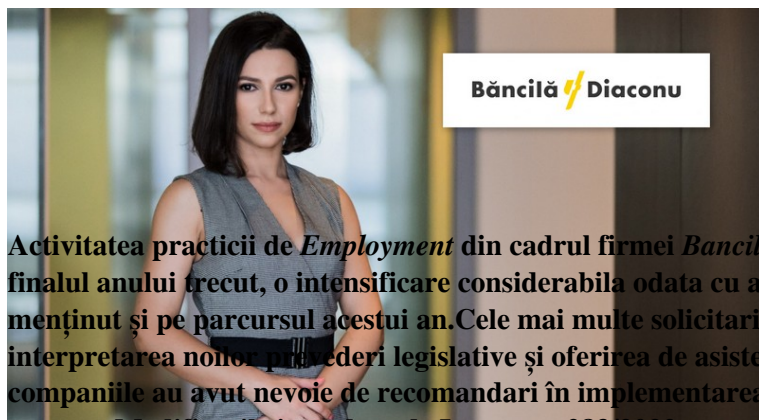 Băncilă Diaconu
Activitatea practicii de Employment din cadrul firmei Bancil
finalul anului trecut, o intensificare considerabila odata cu a
menținut și pe parcursul acestui an.Cele mai multe solicitari
interpretarea noilor prevederi legislative și oferirea de asiste
companiile au avut nevoie de recomandari în implementarea